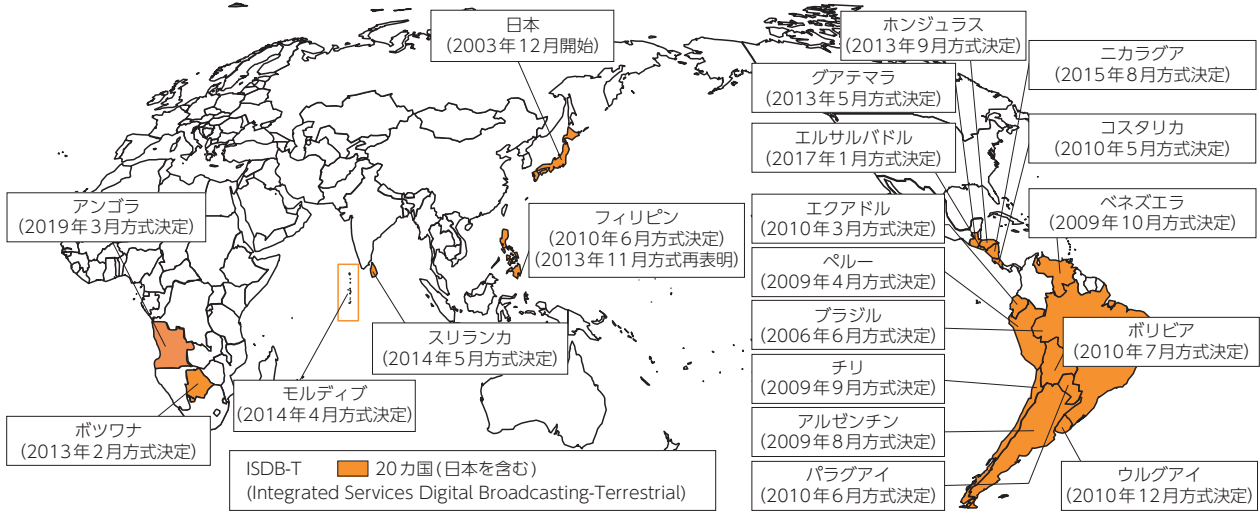 日本
(2003年12月開始)
ホンジュラス
(2013年9月方式決定)
ニカラグア
(2015年8月方式決定)
グアテマラ
(2013年5月方式決定)
コスタリカ
(2010年5月方式決定)
エルサルバドル
(2017年1月方式決定)
アンゴラ
(2019年3月方式決定)
フィリピン
(2010年6月方式決定)
(2013年11月方式再表明)
エクアドル
(2010年3月方式決定)
ベネズエラ
(2009年10月方式決定)
ペルー
(2009年4月方式決定)
ブラジル
(2006年6月方式決定)
ボリビア
(2010年7月方式決定)
スリランカ
(2014年5月方式決定)
チリ
(2009年9月方式決定)
モルディブ
(2014年4月方式決定)
ボツワナ
(2013年2月方式決定)
アルゼンチン
(2009年8月方式決定)
パラグアイ
(2010年6月方式決定)
ウルグアイ
(2010年12月方式決定)
ISDB-T 20カ国(日本を含む)
(Integrated Services Digital Broadcasting-Terrestrial)